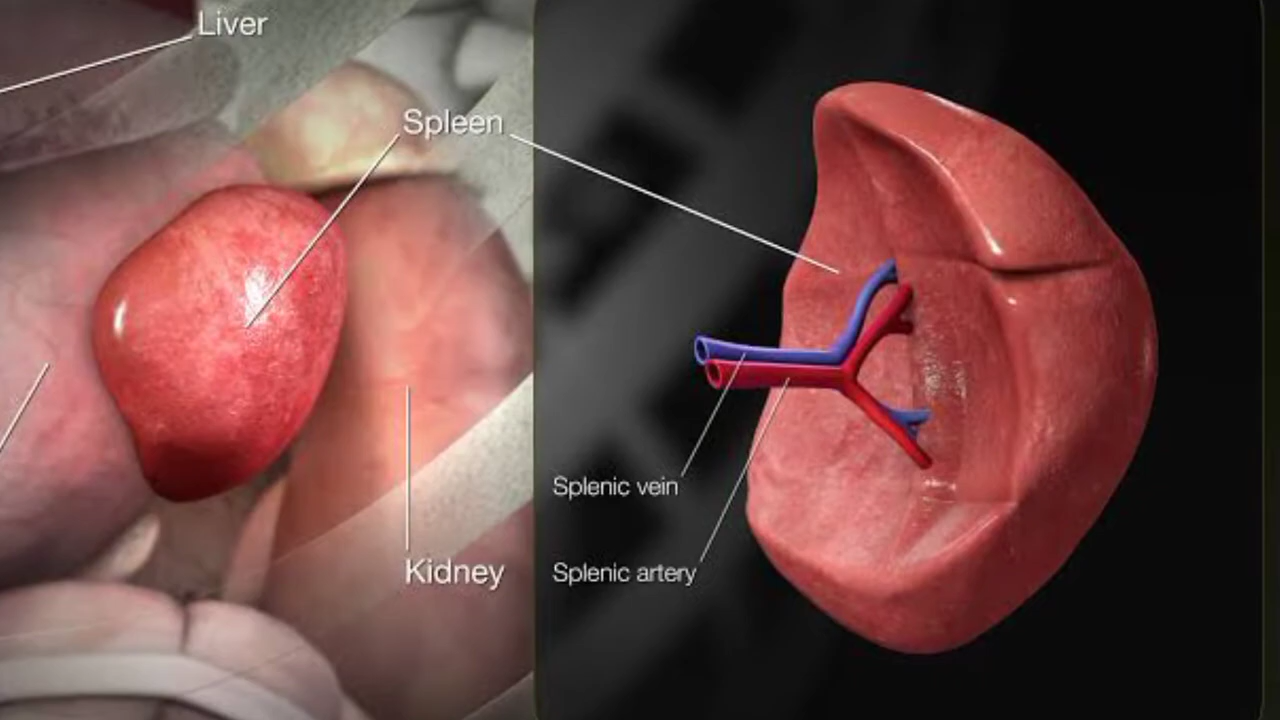 Liver
Spleen
Kidney
Splenic vein
Splenic artery